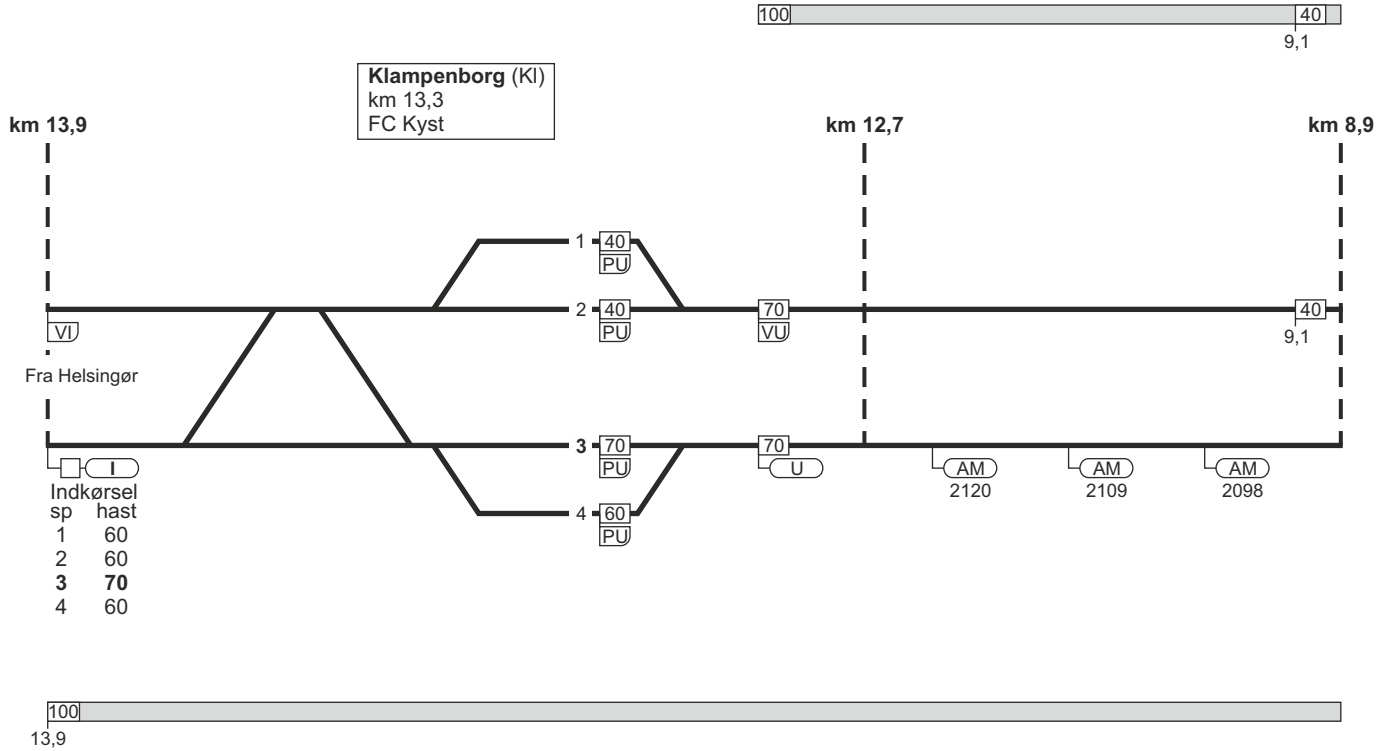 100 40
9,1
Klampenborg (Kl)
km 13,3
FC Kyst
km 13,9 km 12,7 km 8,9
1 40
PU
2 40 70 40
VI PU VU 9,1
Fra Helsingør
3 70 70
I PU U AM AM AM
2120 2109 2098
Indkørsel
sp hast
4 60
PU
1 60
2 60
3 70
4 60
100
13,9